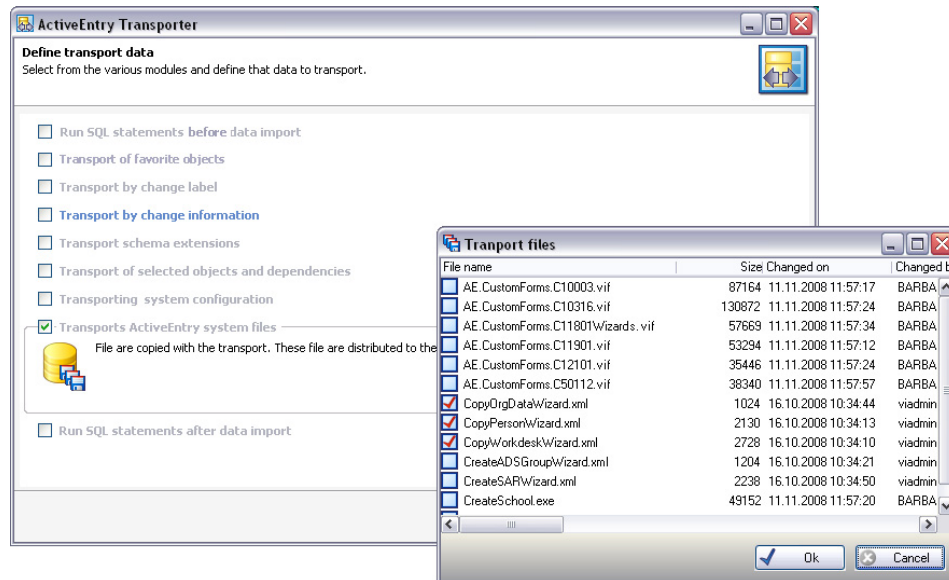 ActiveEntry Transporter
Define transport data
Select from the various modules and define that data to transport.
Run SQL statements before data import
Transport of favorite objects
Transport by change label
Transport by change information
Transport schema extensions
Transport of selected objects and dependencies
Transporting system configuration
Transports ActiveEntry system files
File are copied with the transport. These file are distributed to the
Run SQL statements after data import
Tranport files
File name Size Changed on Changed b
AE.CustomForms.C10003.vif 87164 11.11.2008 11:57:17 BARBA
AE.CustomForms.C10316.vif 130872 11.11.2008 11:57:24 BARBA
AE.CustomForms.C11801Wizards.vif 57669 11.11.2008 11:57:34 BARBA
AE.CustomForms.C11901.vif 53294 11.11.2008 11:57:12 BARBA
AE.CustomForms.C12101.vif 35446 11.11.2008 11:57:24 BARBA
AE.CustomForms.C50112.vif 38340 11.11.2008 11:57:57 BARBA
CopyOrgDataWizard.xml 1024 16.10.2008 10:34:44 viadmin
CopyPersonWizard.xml 2130 16.10.2008 10:34:13 viadmin
CopyWorkdeskWizard.xml 2728 16.10.2008 10:34:10 viadmin
CreateADSGroupWizard.xml 1204 16.10.2008 10:34:21 viadmin
CreateSARWizard.xml 2238 16.10.2008 10:34:50 viadmin
CreateSchool.exe 49152 11.11.2008 11:57:20 BARBA
Ok Cancel